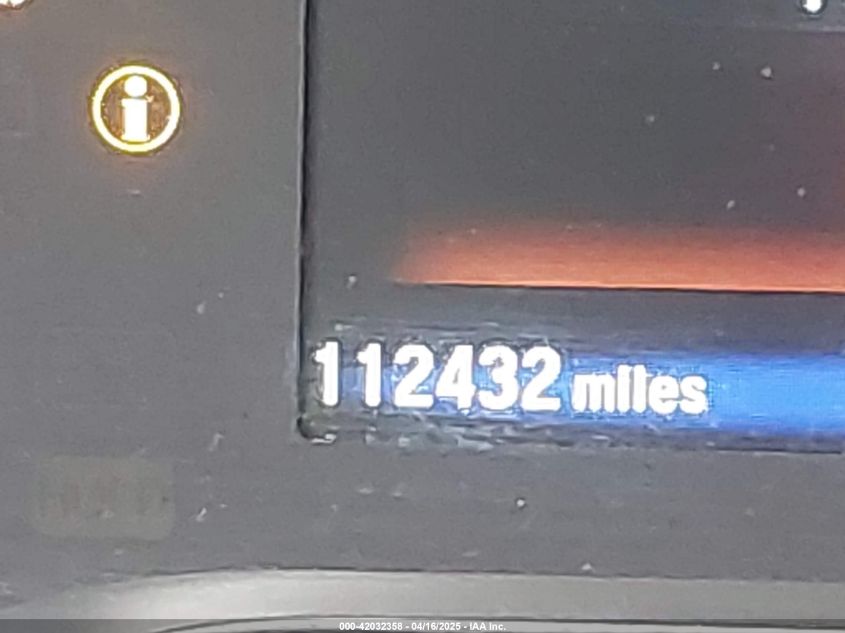 112432 miles
000-42032358 - 04/16/2025 - IAA Inc.